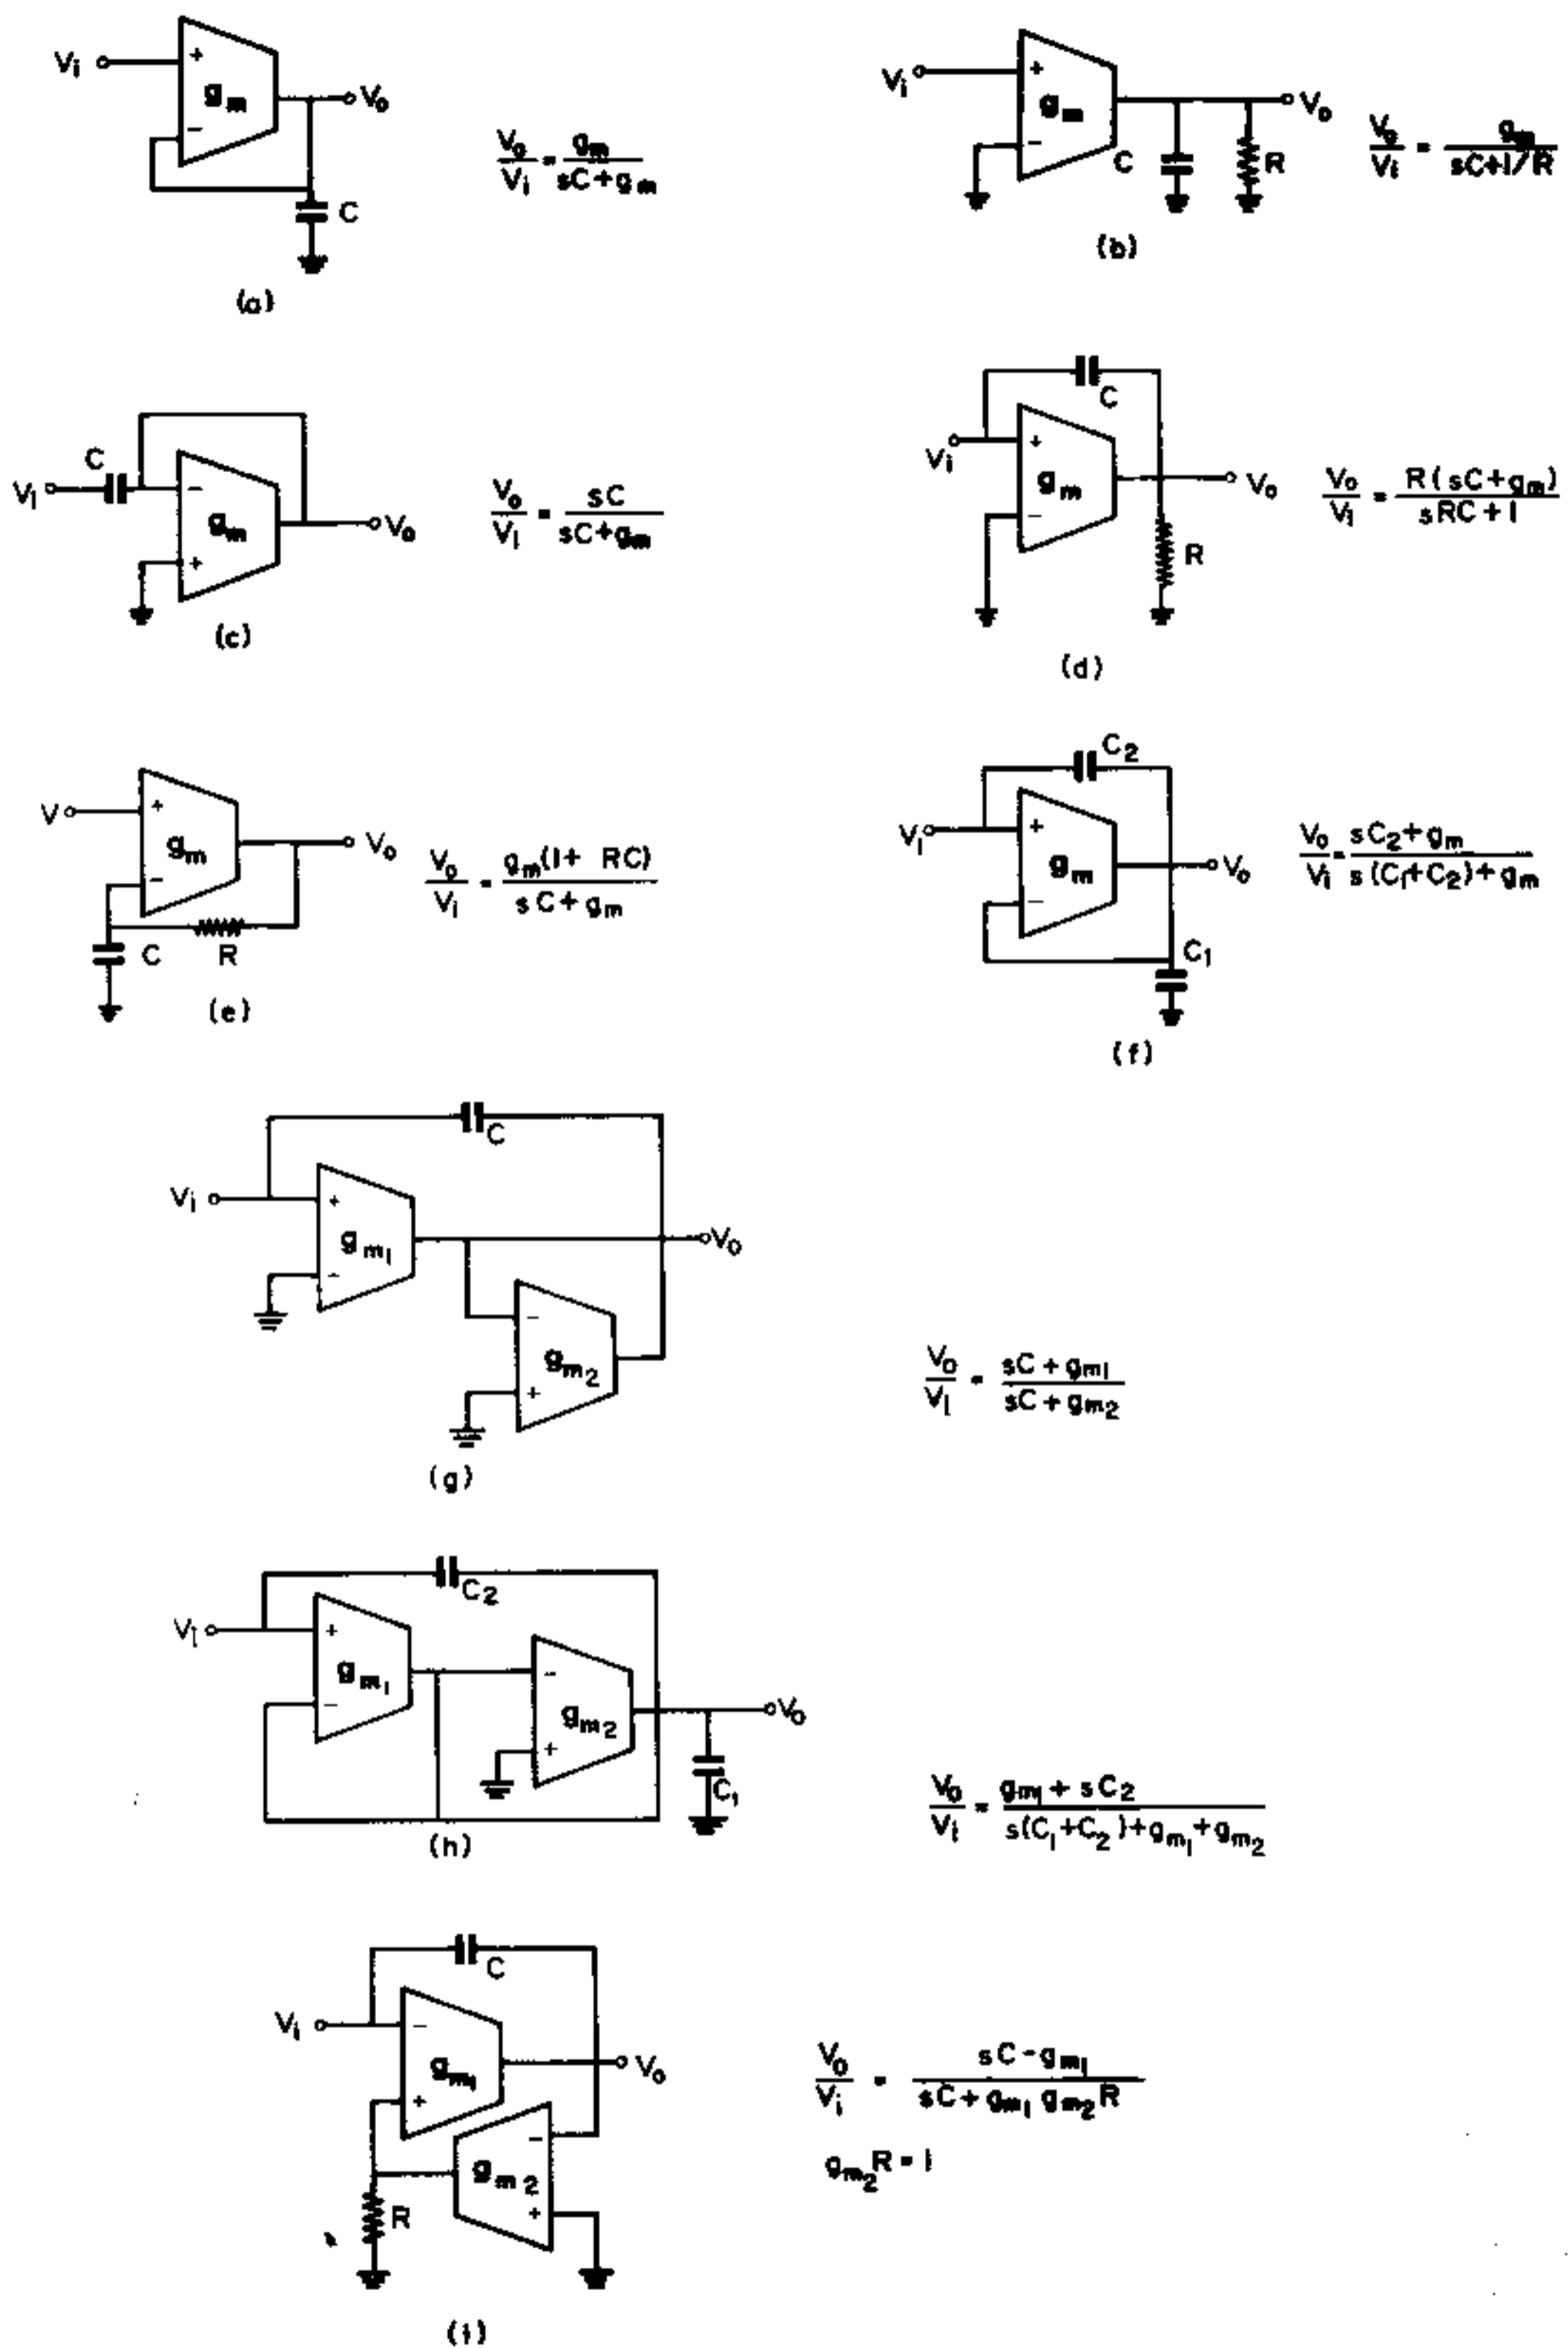 Vi
+
gm
−
Vo
C
Vo/Vi = gm/(sC+gm)
(a)
Vi
+
gm
−
Vo
C
R
Vo/Vi = gm/(sC+1/R)
(b)
C
VI
−
gm
+
Vo
Vo/VI = sC/(sC+gm)
(c)
C
Vi
+
gm
−
Vo
R
Vo/VI = R(sC+gm)/(sRC+1)
(d)
V
+
gm
−
Vo
C
R
Vo/VI = gm(1+ RC)/(sC+gm)
(e)
C2
VI
+
gm
−
Vo
C1
Vo/Vi = (sC2+gm)/(s(C1+C2)+gm)
(f)
C
Vi
+
gm1
−
Vo
−
gm2
+
Vo/VI = (sC+gm1)/(sC+gm2)
(g)
C2
Vi
+
gm1
−
−
gm2
+
Vo
C1
Vo/Vi = (gm1+sC2)/(s(C1+C2)+gm1+gm2)
(h)
C
Vi
−
gm1
+
Vo
−
gm2
+
R
Vo/Vi = (sC-gm1)/(sC+gm1 gm2R)
gm2R = 1
(i)